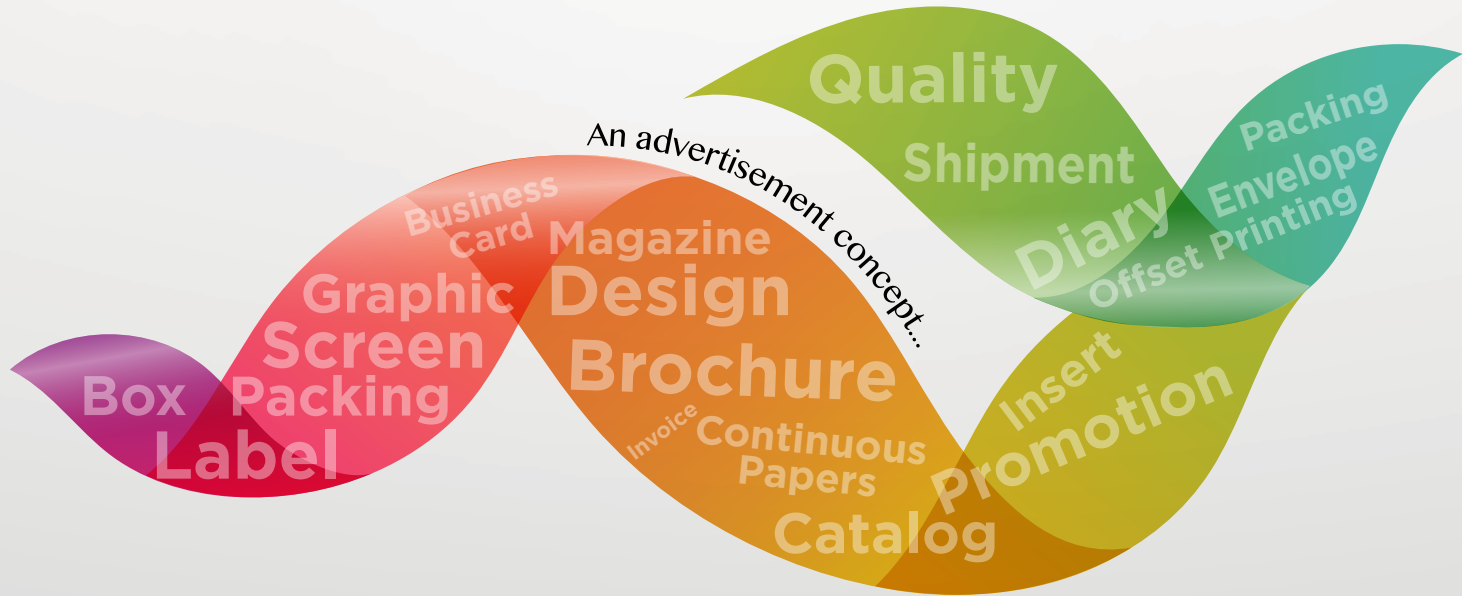 An advertisement concept...
Quality
Shipment
Diary
Packing
Envelope
Offset Printing
Business
Card
Magazine
Graphic
Design
Screen
Brochure
Box
Packing
Label
Invoice
Continuous
Papers
Catalog
Insert
Promotion